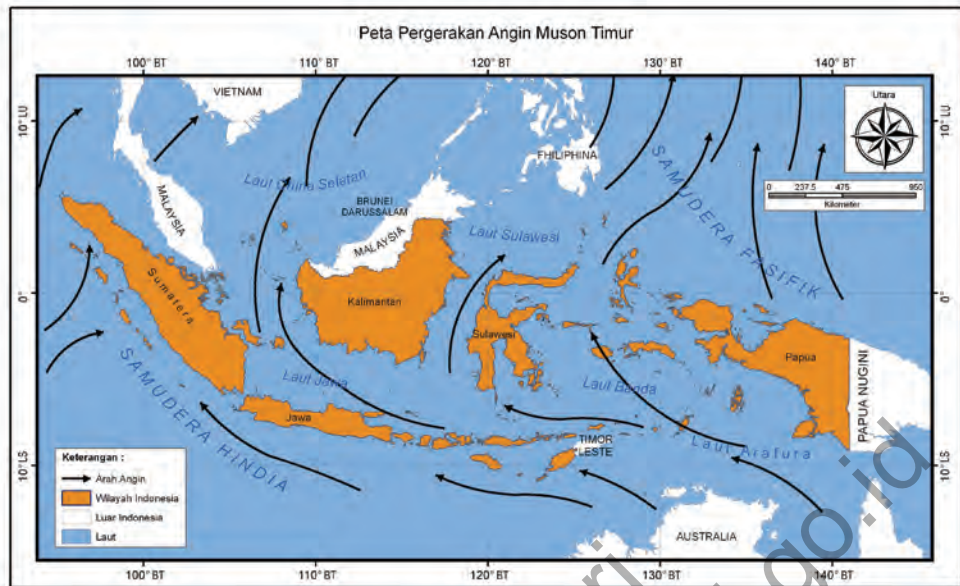 Peta Pergerakan Angin Muson Timur
100° BT
110° BT
120° BT
130° BT
140° BT
VIETNAM
Utara
10° LU
10° LU
FHILIPHINA
SAMUDERA PASIFIK
0
237.5
475
950
Kilometer
Laut China Seletan
MALAYSIA
BRUNEI
DARUSSALAM
MALAYSIA
Laut Sulawesi
0°
0°
Sumatera
Kalimantan
Sulawesi
Papua
PAPUA NUGINI
SAMUDERA HINDIA
Laut Jawa
Laut Banda
Jawa
TIMOR
LESTE
Laut Arafura
10° LS
10° LS
Keterangan :
Arah Angin
Wilayah Indonesia
Luar Indonesia
Laut
AUSTRALIA
100° BT
110° BT
120° BT
130° BT
140° BT
go.id